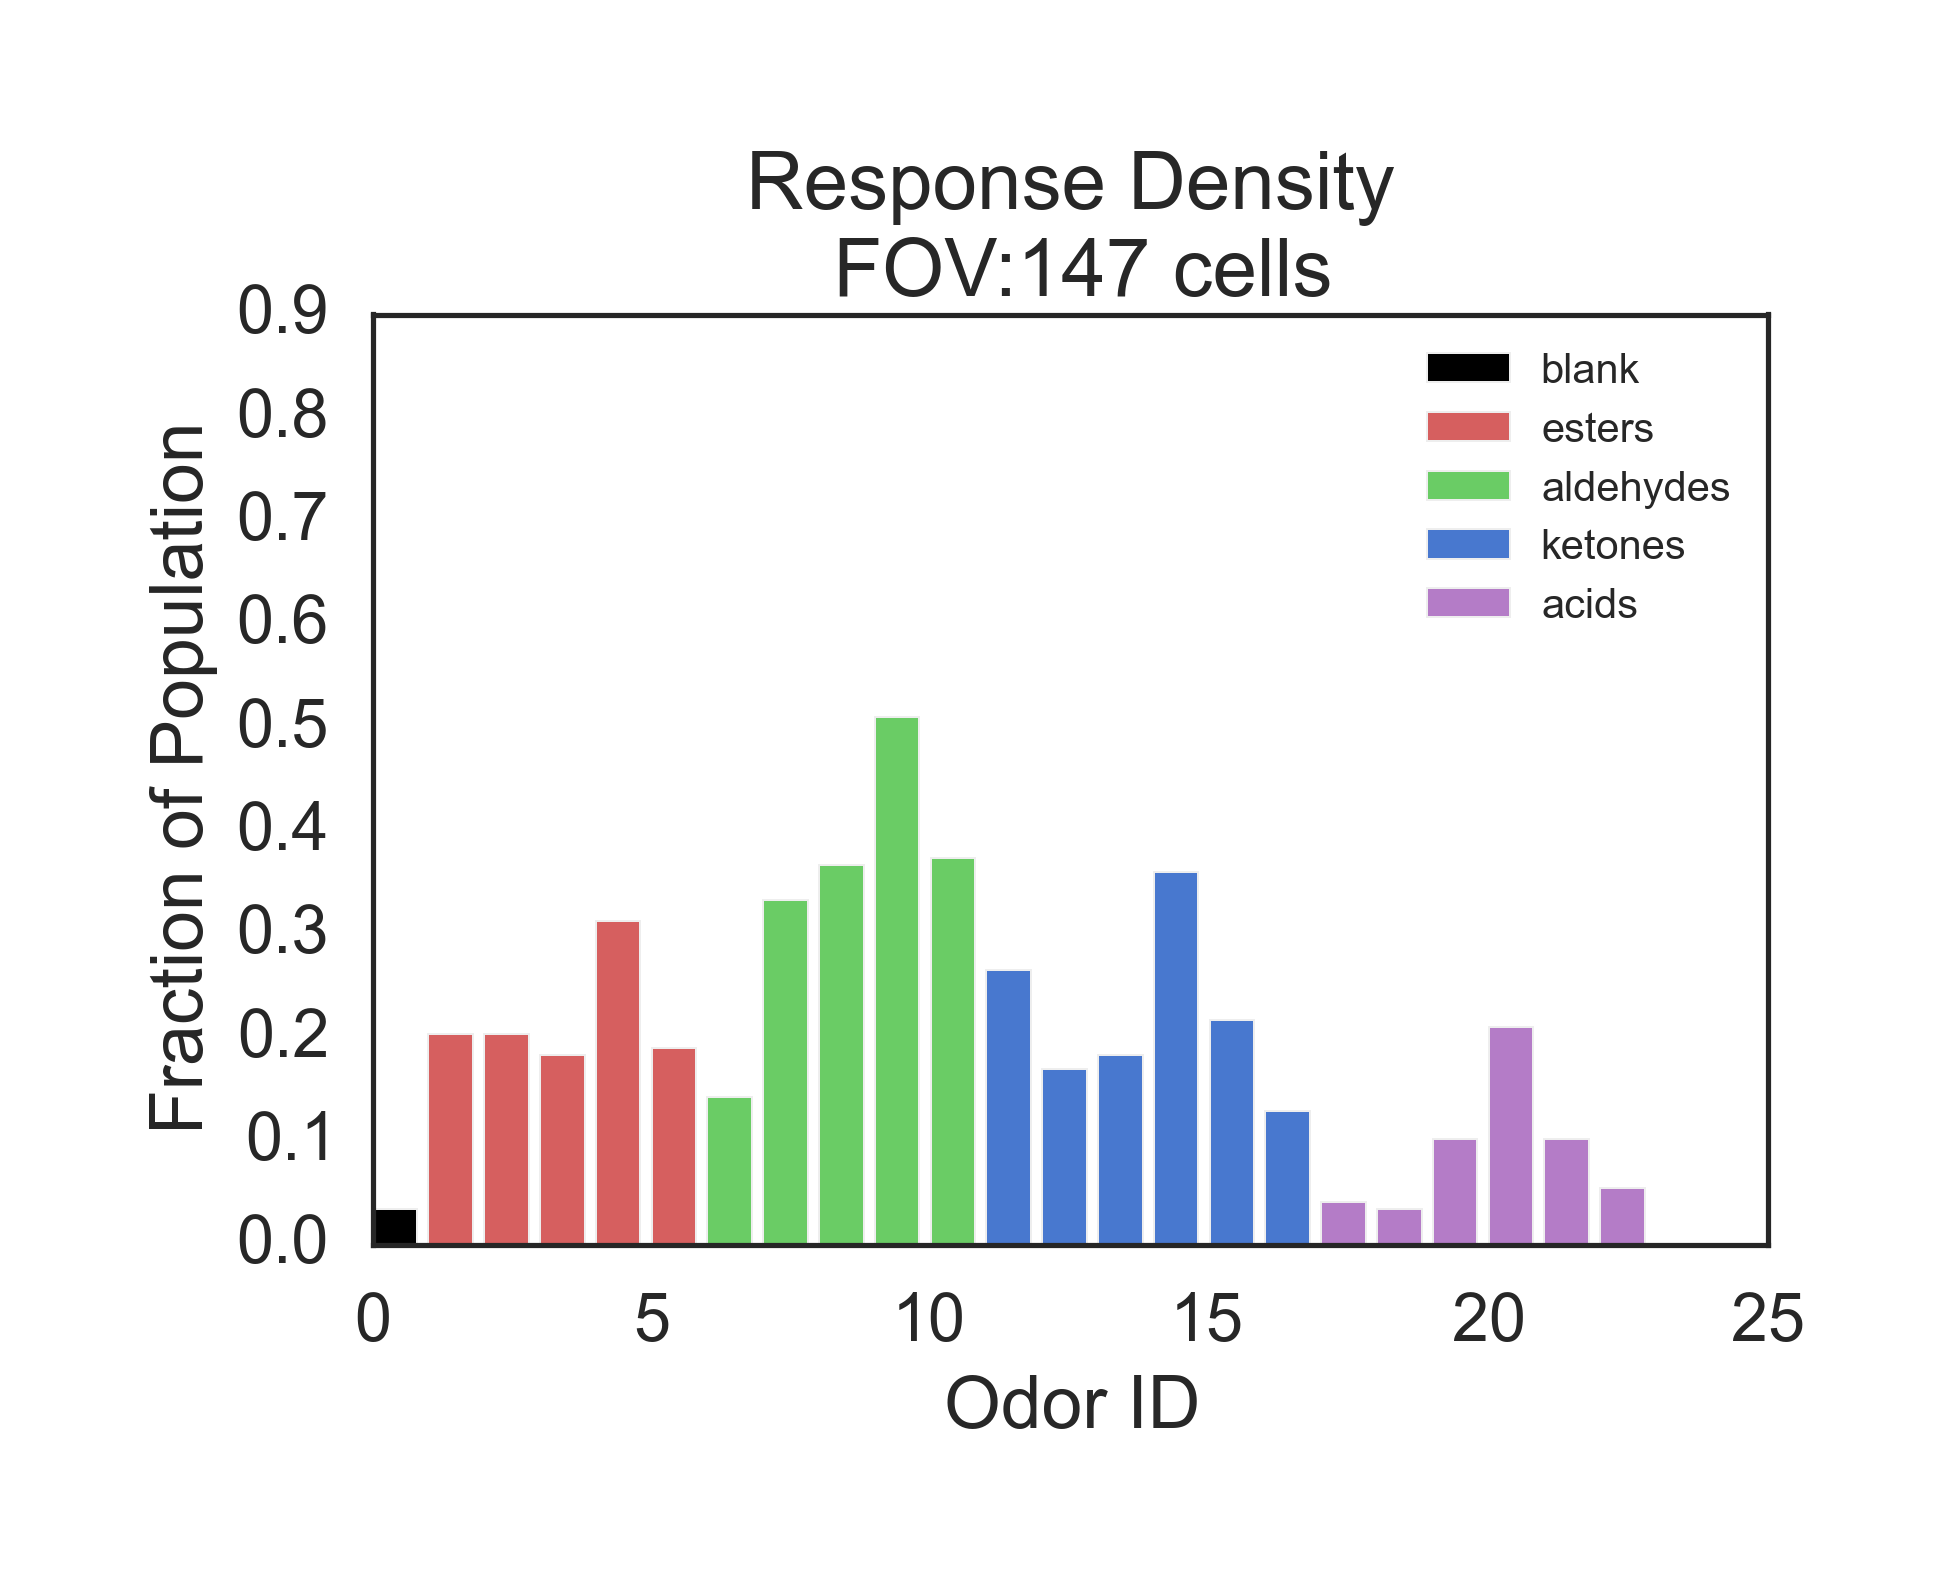 Response Density
FOV:147 cells
0.9
0.8
0.7
0.6
0.5
0.4
0.3
0.2
0.1
0.0
Fraction of Population
blank
esters
aldehydes
ketones
acids
0 5 10 15 20 25
Odor ID